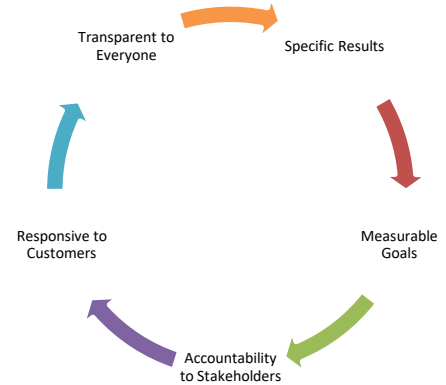 Transparent to
Everyone
Specific Results
Measurable
Goals
Accountability
to Stakeholders
Responsive to
Customers